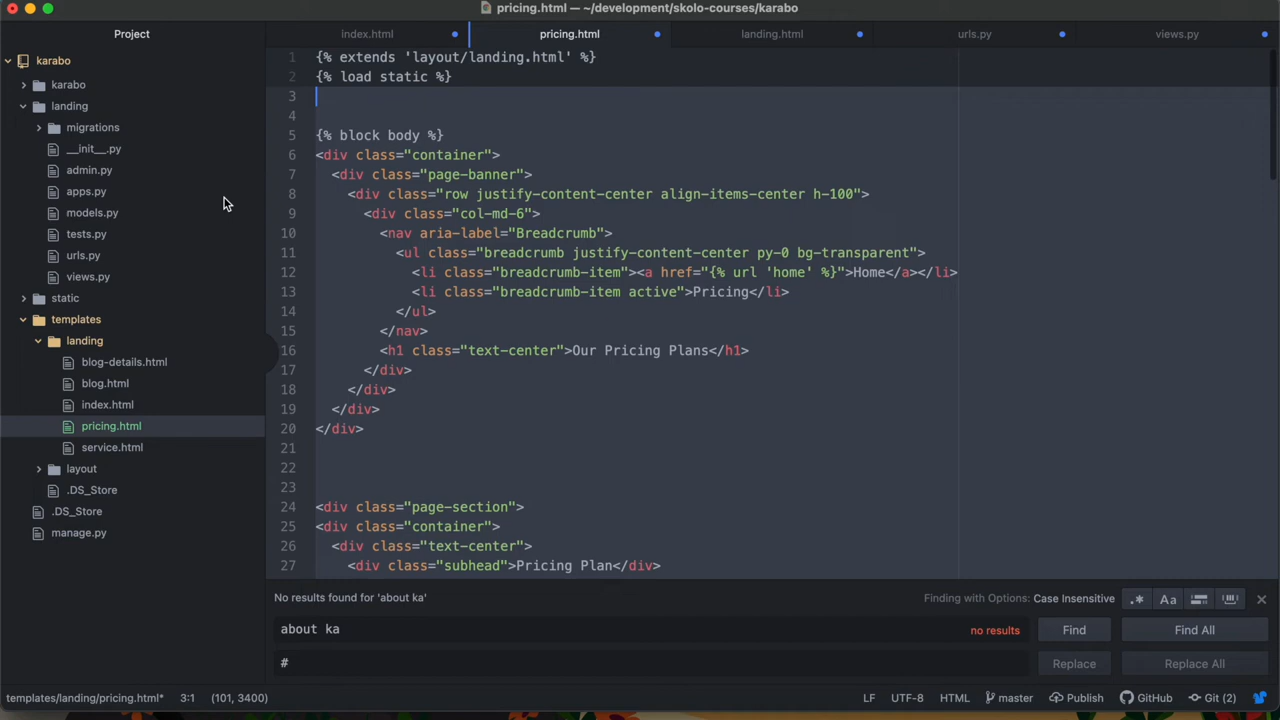 pricing.html — ~/development/skolo-courses/karabo
Project
index.html
pricing.html
landing.html
urls.py
views.py
karabo
karabo
landing
migrations
__init__.py
admin.py
apps.py
models.py
tests.py
urls.py
views.py
static
templates
landing
blog-details.html
blog.html
index.html
pricing.html
service.html
layout
.DS_Store
.DS_Store
manage.py
1 {% extends 'layout/landing.html' %}
2 {% load static %}
3
4
5 {% block body %}
6 <div class="container">
7 <div class="page-banner">
8 <div class="row justify-content-center align-items-center h-100">
9 <div class="col-md-6">
10 <nav aria-label="Breadcrumb">
11 <ul class="breadcrumb justify-content-center py-0 bg-transparent">
12 <li class="breadcrumb-item"><a href="{% url 'home' %}">Home</a></li>
13 <li class="breadcrumb-item active">Pricing</li>
14 </ul>
15 </nav>
16 <h1 class="text-center">Our Pricing Plans</h1>
17 </div>
18 </div>
19 </div>
20 </div>
21
22
23
24 <div class="page-section">
25 <div class="container">
26 <div class="text-center">
27 <div class="subhead">Pricing Plan</div>
No results found for 'about ka'
Finding with Options: Case Insensitive
.* Aa
about ka
no results
Find
Find All
#
Replace
Replace All
templates/landing/pricing.html* 3:1 (101, 3400)
LF UTF-8 HTML master Publish GitHub Git (2)